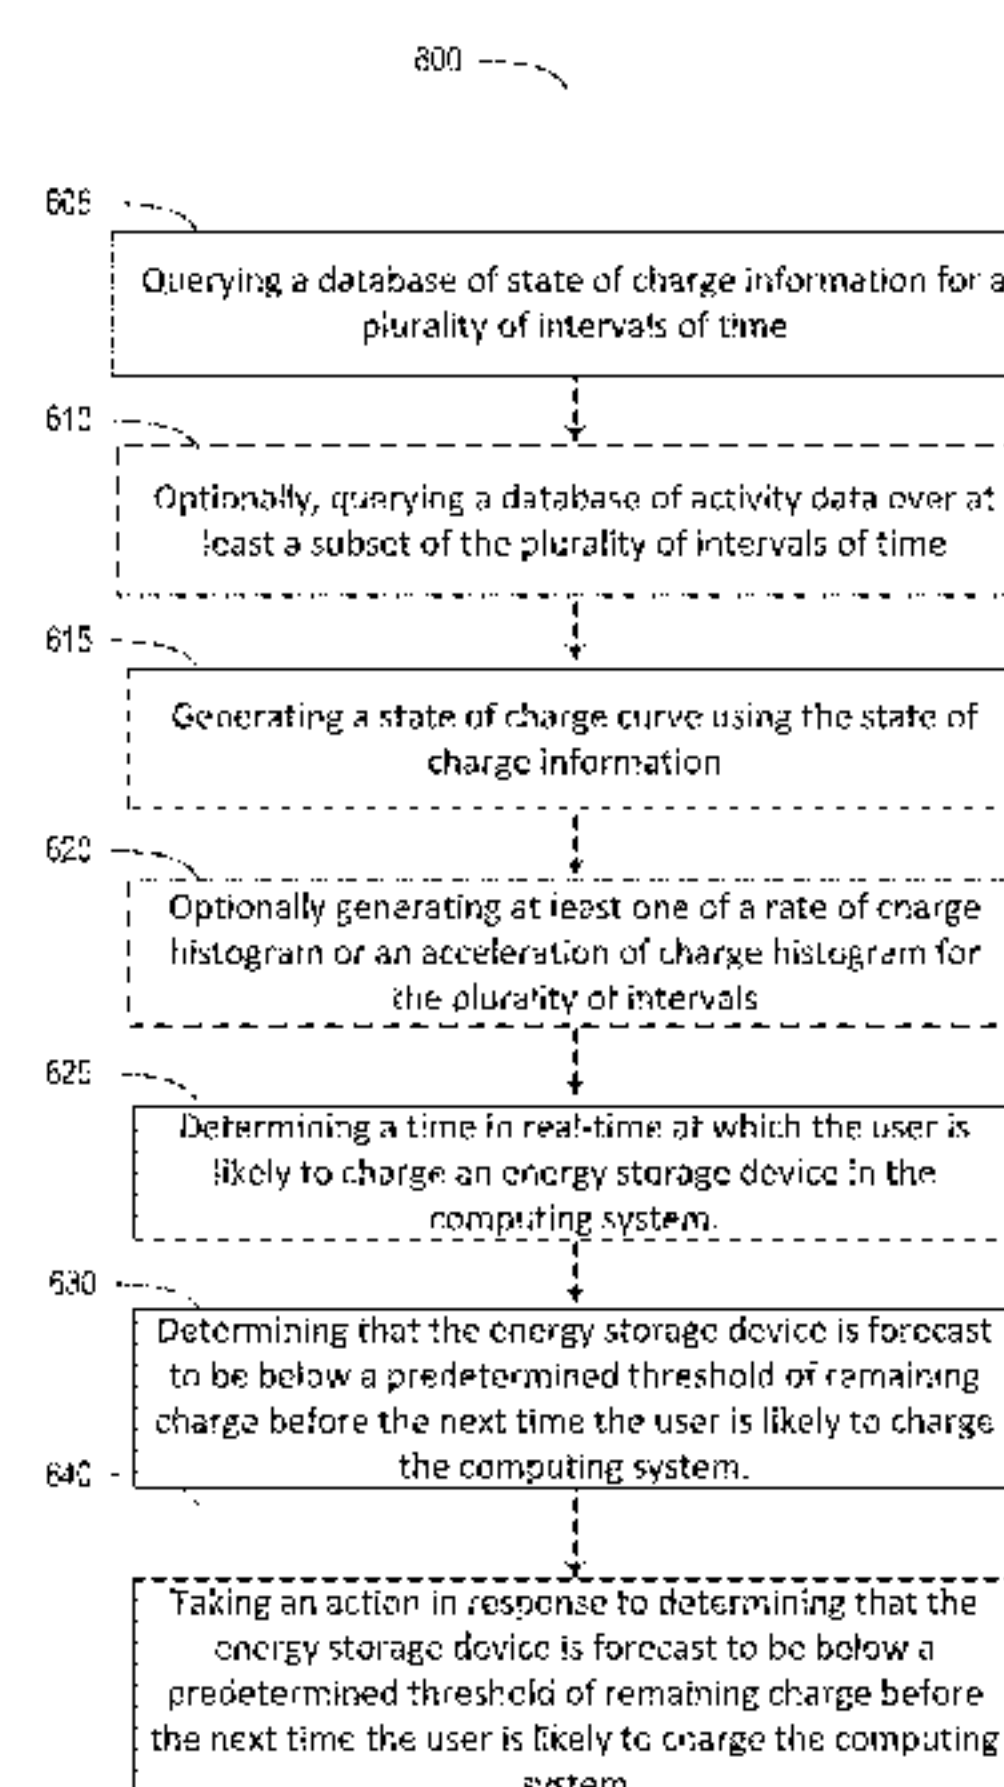 600
605
Querying a database of state of charge information for a
plurality of intervals of time
610
Optionally, querying a database of activity data over at
least a subset of the plurality of intervals of time
615
Generating a state of charge curve using the state of
charge information
620
Optionally generating at least one of a rate of charge
histogram or an acceleration of charge histogram for
the plurality of intervals
625
Determining a time in real-time at which the user is
likely to charge an energy storage device in the
computing system.
630
Determining that the energy storage device is forecast
to be below a predetermined threshold of remaining
charge before the next time the user is likely to charge
the computing system.
640
Taking an action in response to determining that the
energy storage device is forecast to be below a
predetermined threshold of remaining charge before
the next time the user is likely to charge the computing
system